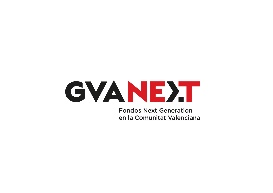 GVANEXT
Fondos Next Generation
en la Comunitat Valenciana